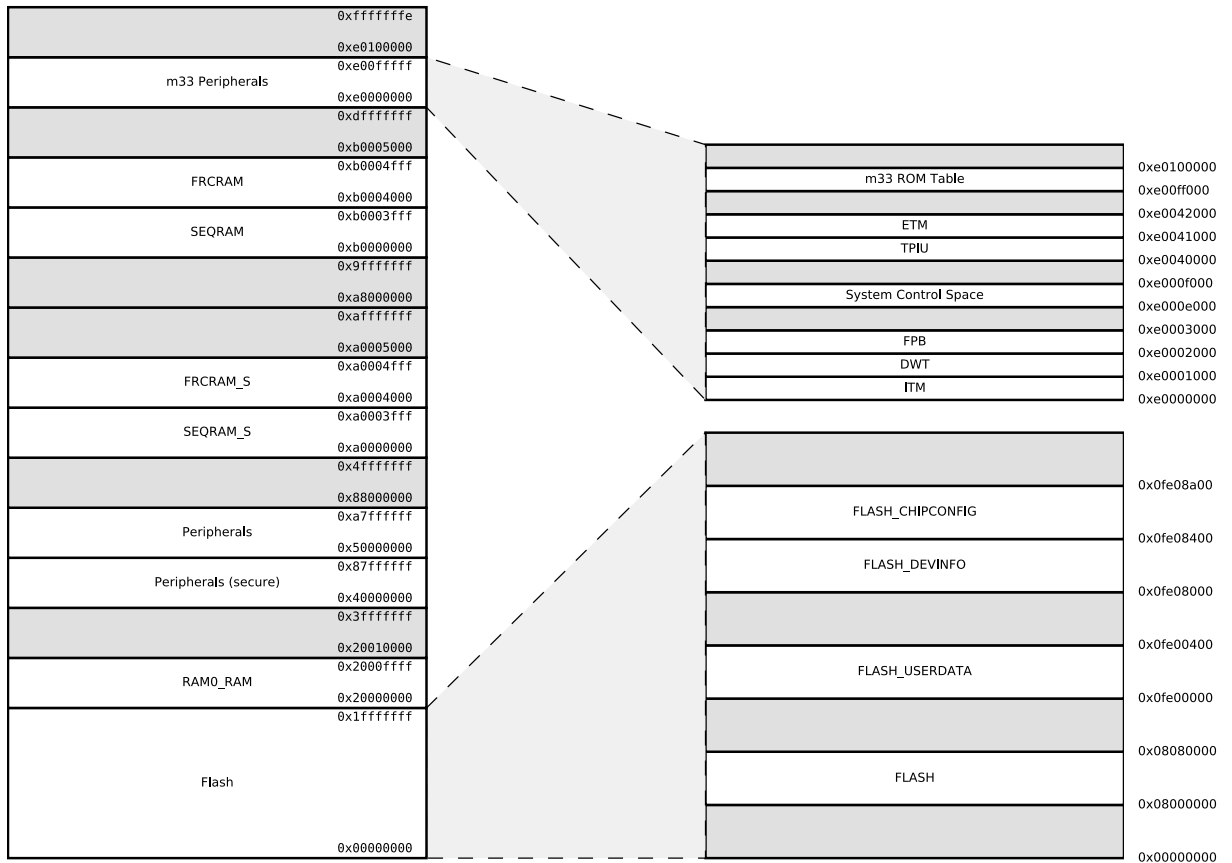 0xfffffffe
0xe0100000
0xe00fffff
m33 Peripherals
0xe0000000
0xdfffffff
0xb0005000
0xb0004fff
FRCRAM
0xb0004000
0xb0003fff
SEQRAM
0xb0000000
0x9fffffff
0xa8000000
0xafffffff
0xa0005000
0xa0004fff
FRCRAM_S
0xa0004000
0xa0003fff
SEQRAM_S
0xa0000000
0x4fffffff
0x88000000
0xa7ffffff
Peripherals
0x50000000
0x87ffffff
Peripherals (secure)
0x40000000
0x3fffffff
0x20010000
0x2000ffff
RAM0_RAM
0x20000000
0x1fffffff
Flash
0x00000000
0xe0100000
m33 ROM Table
0xe00ff000
0xe0042000
ETM
0xe0041000
TPIU
0xe0040000
0xe000f000
System Control Space
0xe000e000
0xe0003000
FPB
0xe0002000
DWT
0xe0001000
ITM
0xe0000000
0x0fe08a00
FLASH_CHIPCONFIG
0x0fe08400
FLASH_DEVINFO
0x0fe08000
0x0fe00400
FLASH_USERDATA
0x0fe00000
0x08080000
FLASH
0x08000000
0x00000000